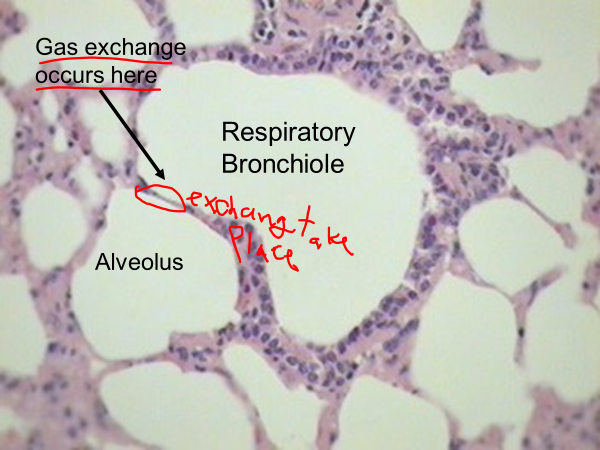 Gas exchange
occurs here
Respiratory
Bronchiole
exchang take
place
Alveolus